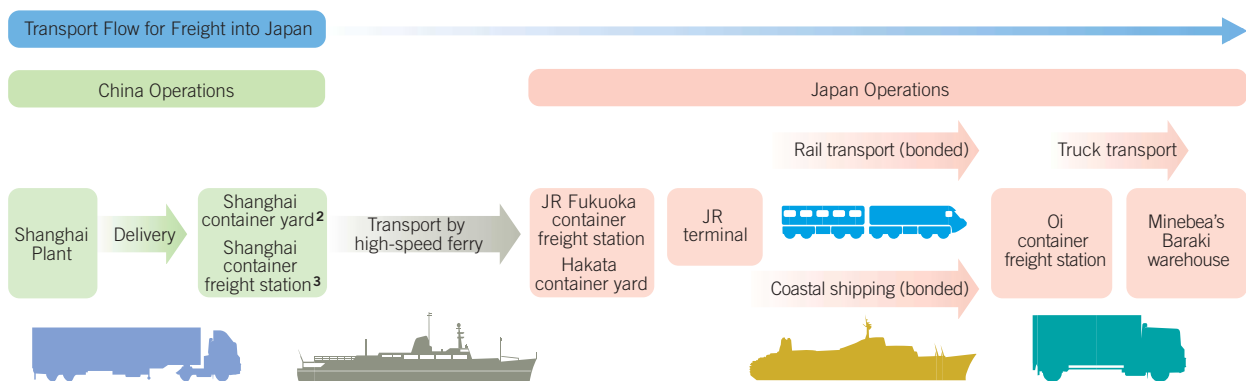 Transport Flow for Freight into Japan
China Operations
Japan Operations
Rail transport (bonded)
Truck transport
Shanghai
Plant
Delivery
Shanghai
container yard2
Shanghai
container
freight station3
Transport by
high-speed ferry
JR Fukuoka
container
freight station
Hakata
container yard
JR
terminal
Coastal shipping (bonded)
Oi
container
freight station
Minebea's
Baraki
warehouse